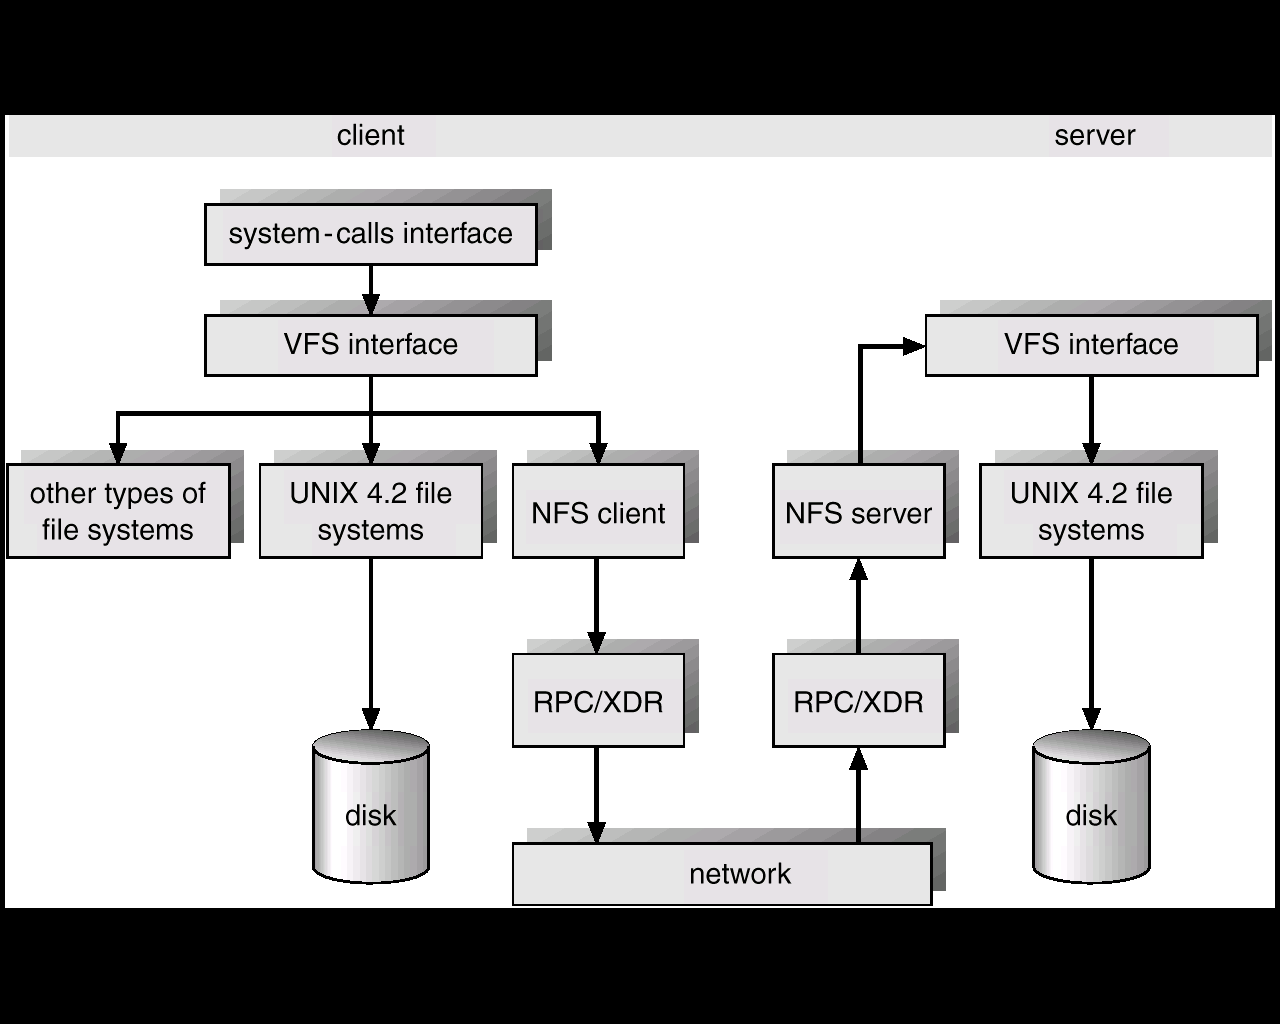 client
server
system-calls interface
VFS interface
VFS interface
other types of
file systems
UNIX 4.2 file
systems
NFS client
NFS server
UNIX 4.2 file
systems
RPC/XDR
RPC/XDR
disk
disk
network